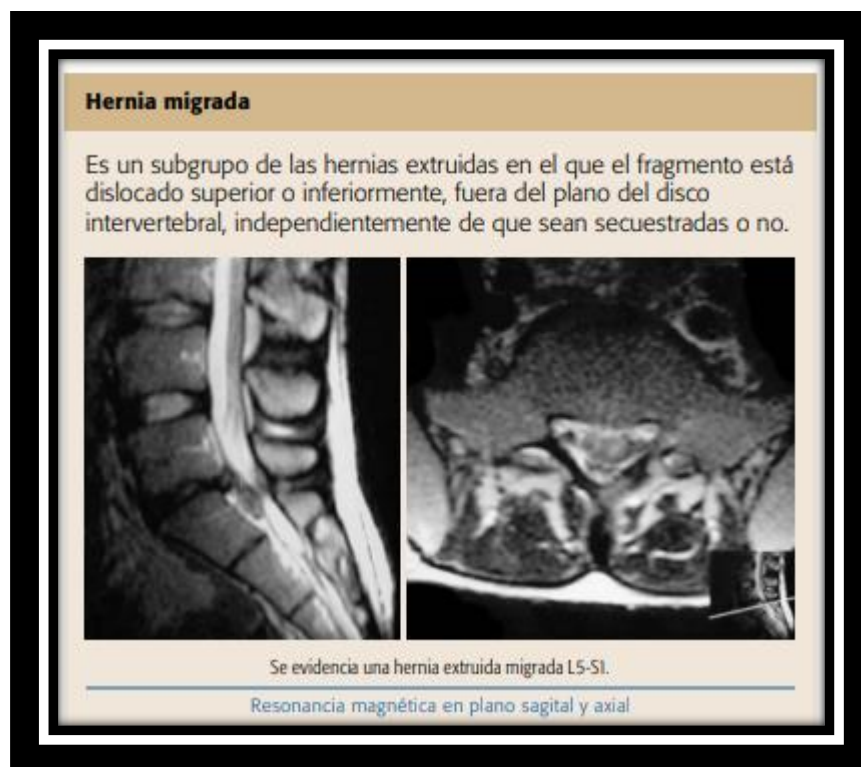 Hernia migrada
Es un subgrupo de las hernias extruidas en el que el fragmento está
dislocado superior o inferiormente, fuera del plano del disco
intervertebral, independientemente de que sean secuestradas o no.
Se evidencia una hernia extruida migrada L5-S1.
Resonancia magnética en plano sagital y axial